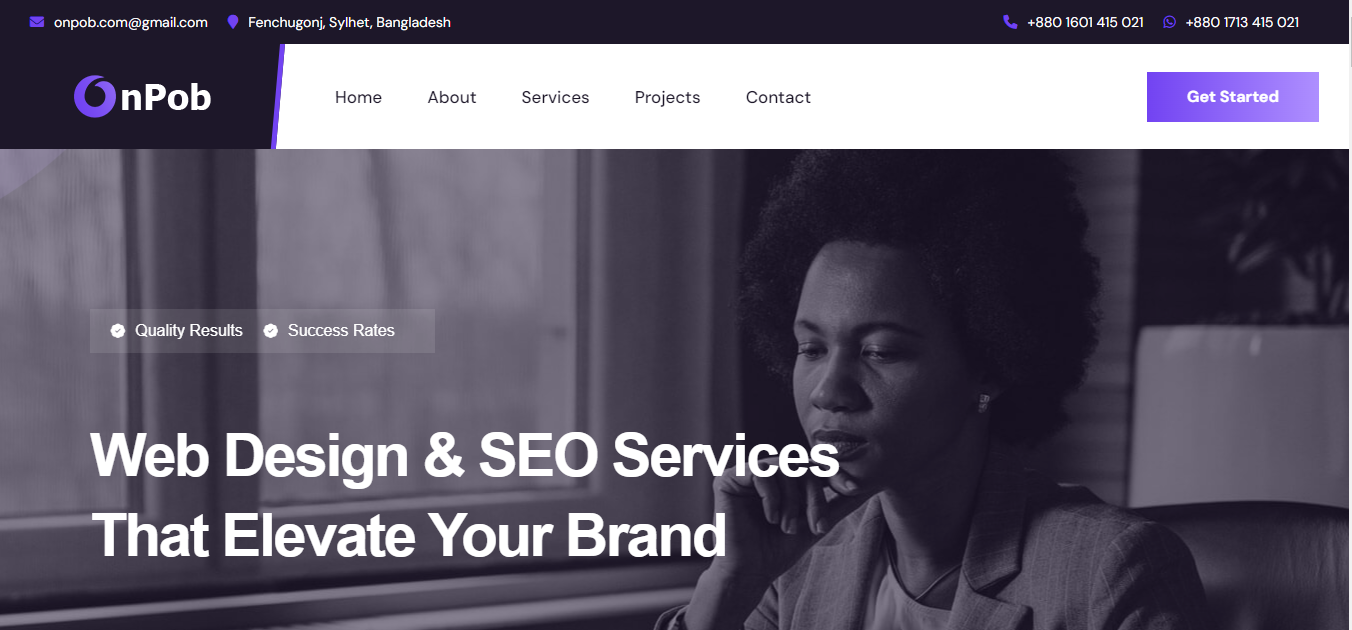 onpob.com@gmail.com Fenchugonj, Sylhet, Bangladesh +880 1601 415 021 +880 1713 415 021
OnPob Home About Services Projects Contact Get Started
Quality Results Success Rates
Web Design & SEO Services
That Elevate Your Brand